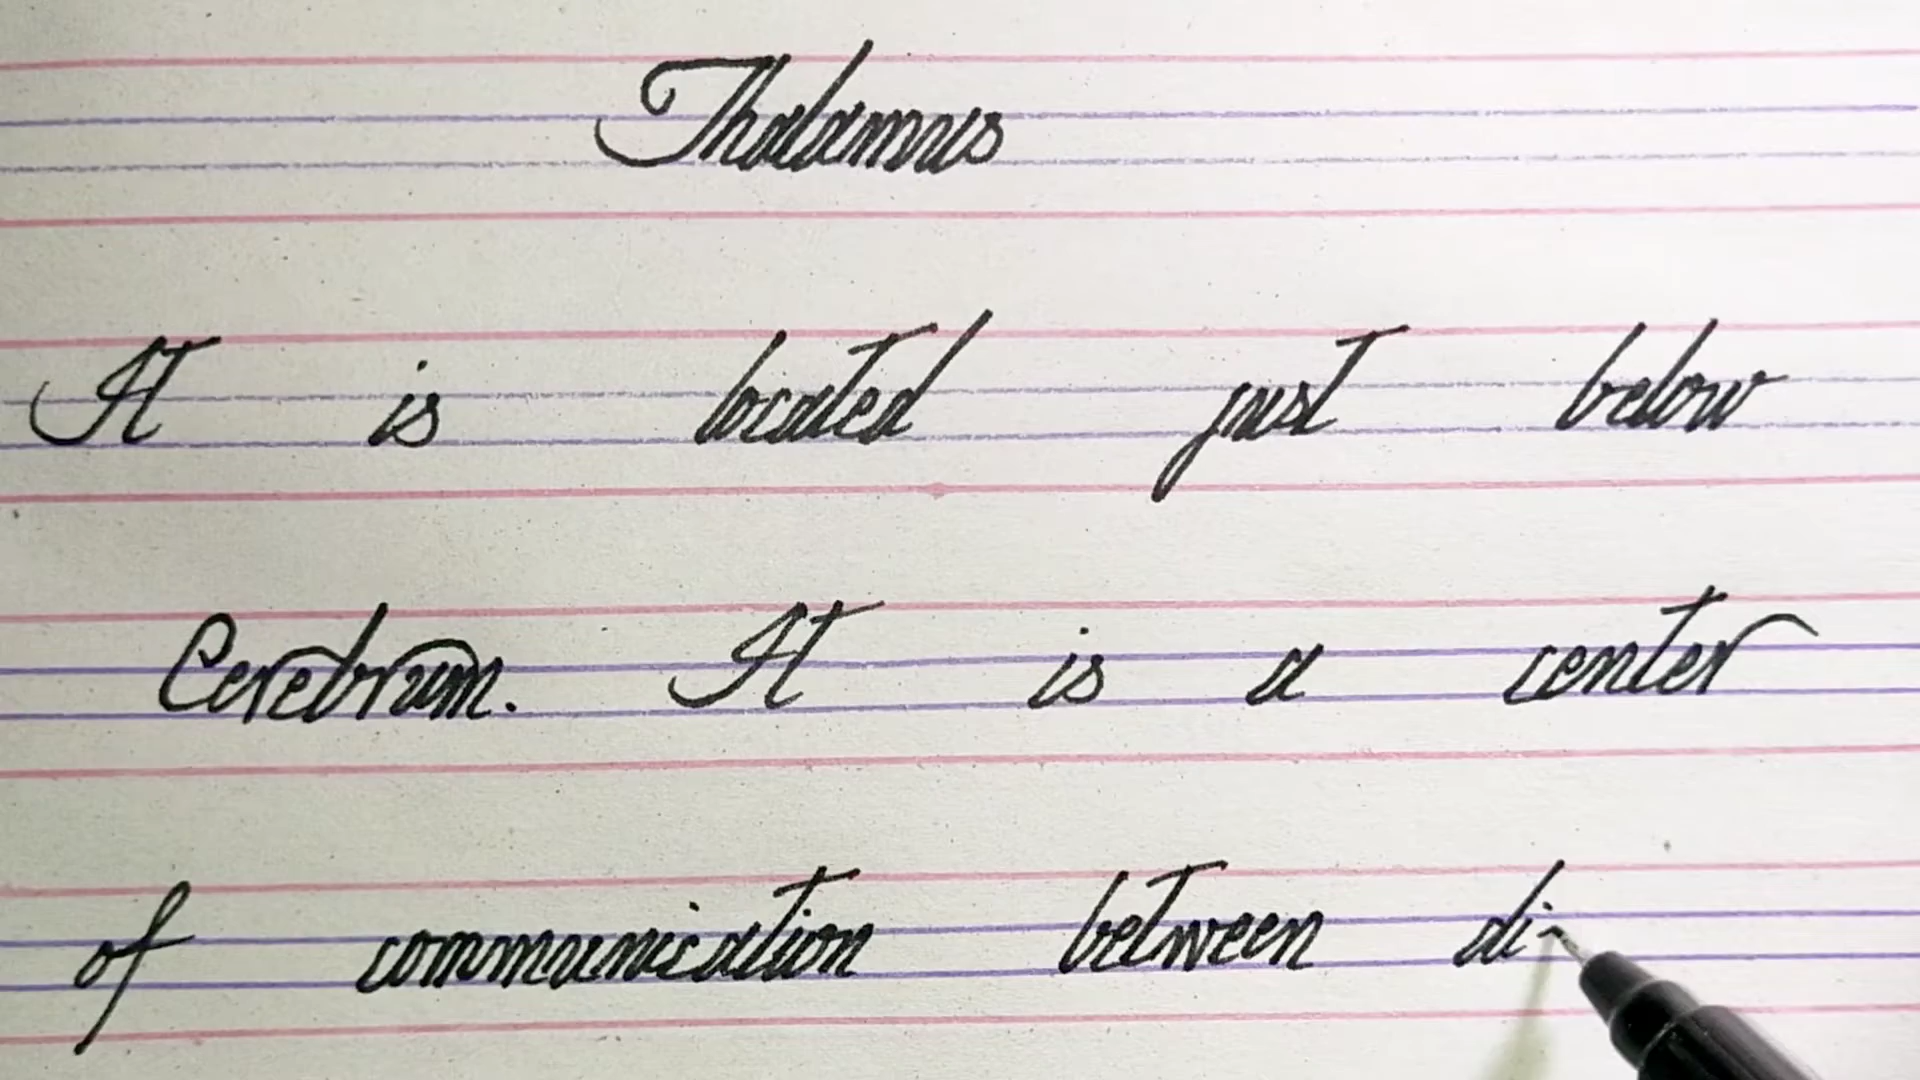 Thalamus
It is located just below
Cerebrum. It is a center
of communication between di